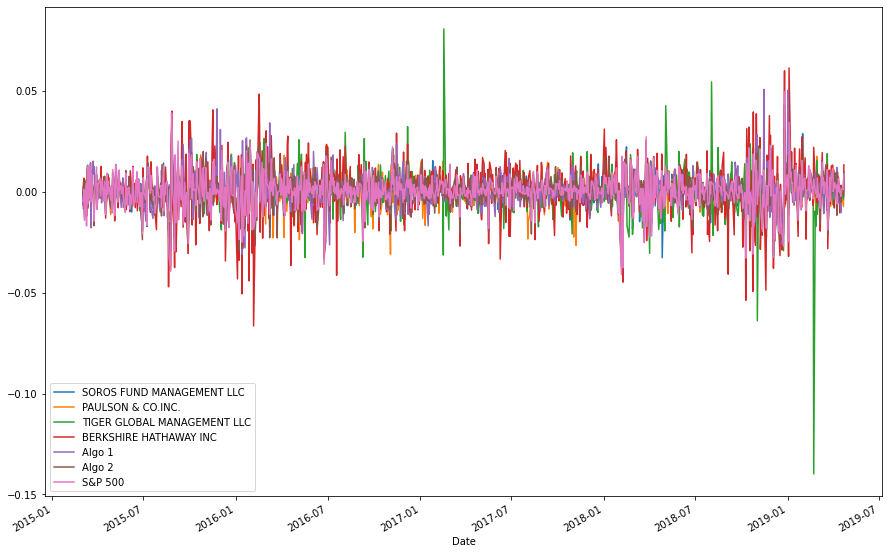 0.05
0.00
−0.05
−0.10
−0.15
SOROS FUND MANAGEMENT LLC
PAULSON & CO.INC.
TIGER GLOBAL MANAGEMENT LLC
BERKSHIRE HATHAWAY INC
Algo 1
Algo 2
S&P 500
2015-01
2015-07
2016-01
2016-07
2017-01
2017-07
2018-01
2018-07
2019-01
2019-07
Date